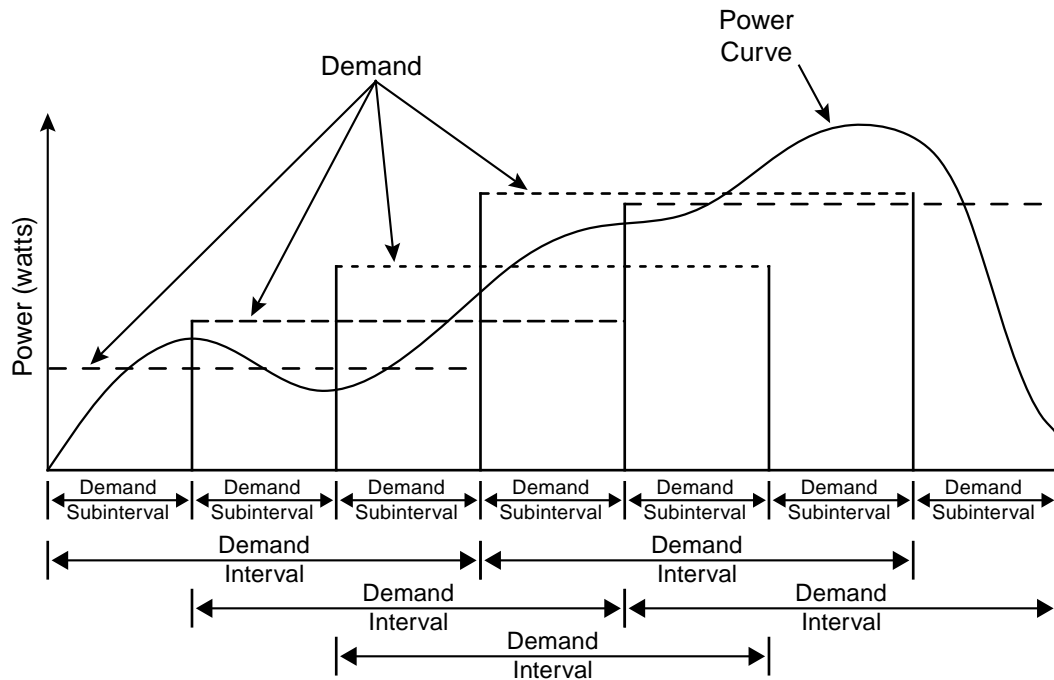 Power
Curve
Demand
Power (watts)
Demand
Subinterval
Demand
Subinterval
Demand
Subinterval
Demand
Subinterval
Demand
Subinterval
Demand
Subinterval
Demand
Subinterval
Demand
Interval
Demand
Interval
Demand
Interval
Demand
Interval
Demand
Interval